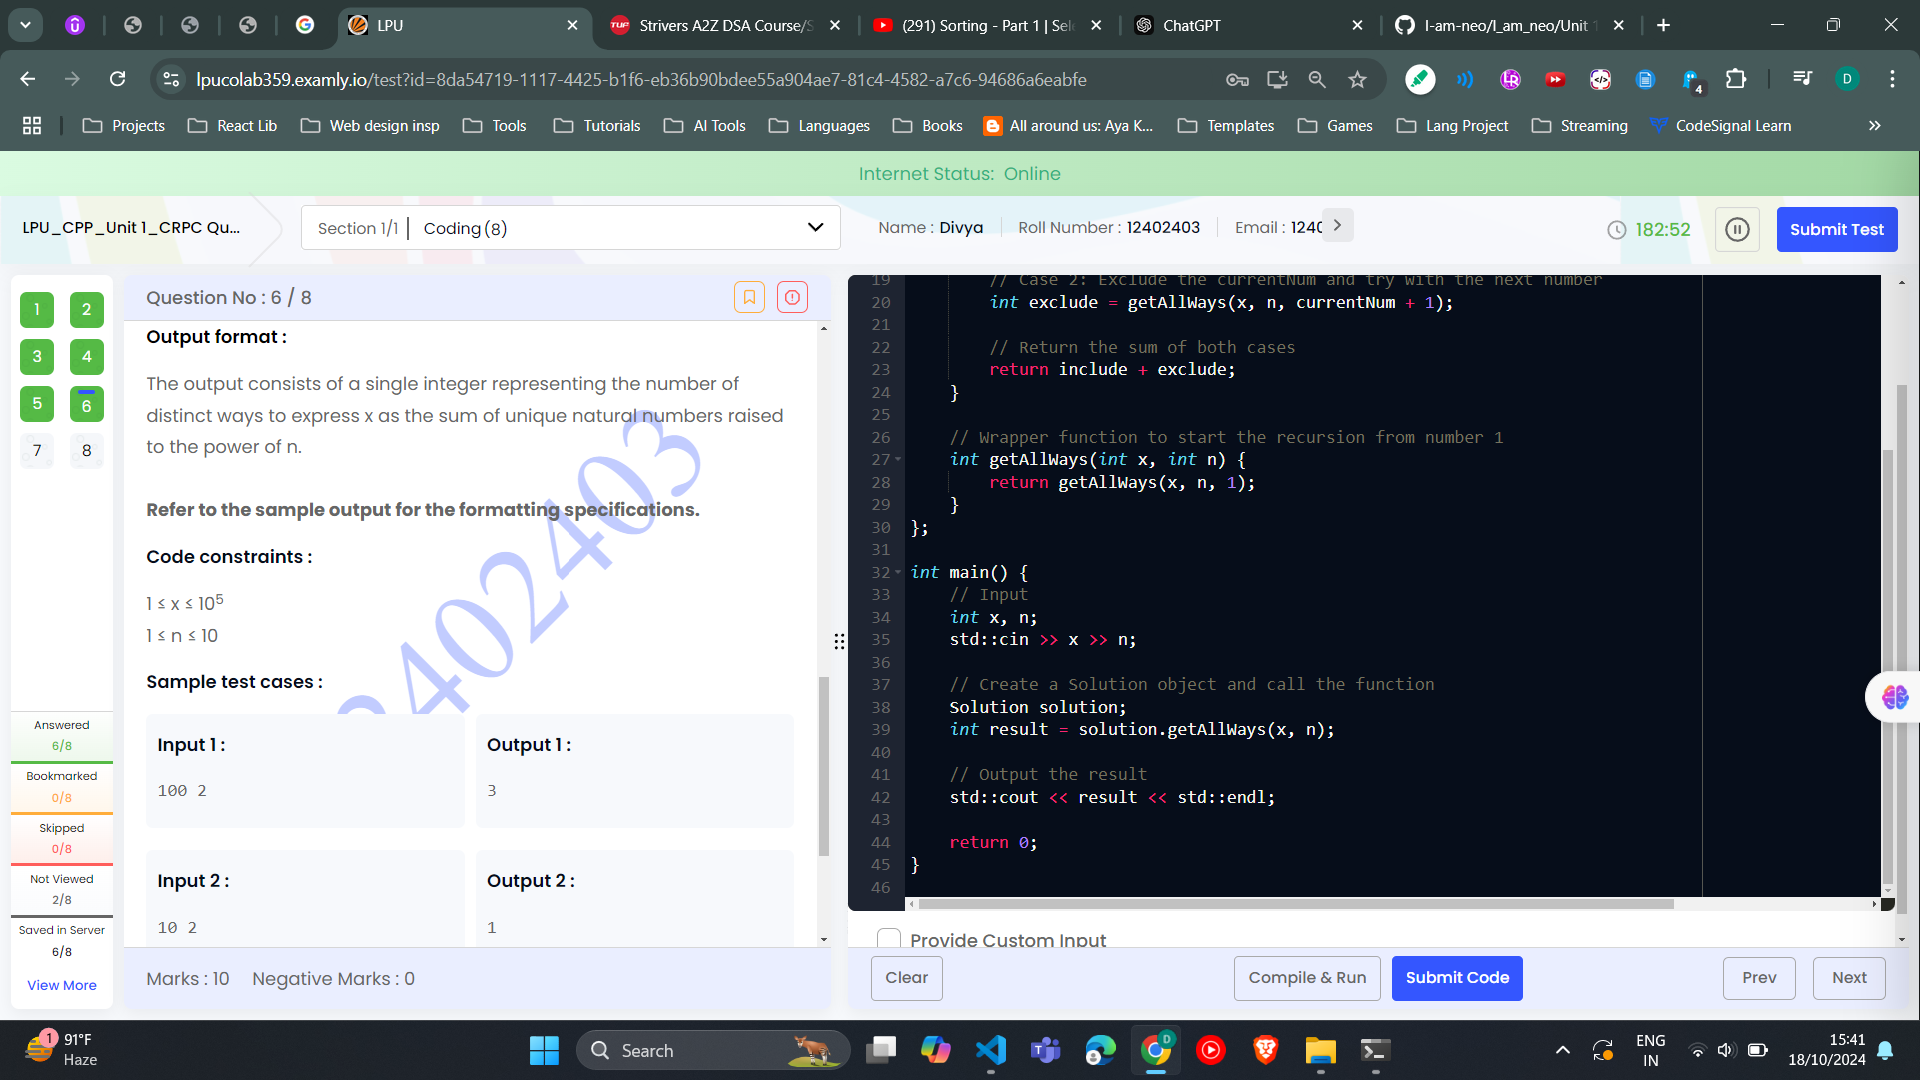 LPU
Strivers A2Z DSA Course/S
(291) Sorting - Part 1 | Sele
ChatGPT
I-am-neo/I_am_neo/Unit 1
lpucolab359.examly.io/test?id=8da54719-1117-4425-b1f6-eb36b90bdee55a904ae7-81c4-4582-a7c6-94686a6eabfe
4
D
Projects
React Lib
Web design insp
Tools
Tutorials
AI Tools
Languages
Books
All around us: Aya K...
Templates
Games
Lang Project
Streaming
CodeSignal Learn
Internet Status: Online
LPU_CPP_Unit 1_CRPC Qu...
Section 1/1 | Coding (8)
Name : Divya
Roll Number : 12402403
Email : 1240
182:52
Submit Test
1 2
3 4
5 6
7 8
Answered
6/8
Bookmarked
0/8
Skipped
0/8
Not Viewed
2/8
Saved in Server
6/8
View More
Question No : 6 / 8
Output format :
The output consists of a single integer representing the number of
distinct ways to express x as the sum of unique natural numbers raised
to the power of n.
Refer to the sample output for the formatting specifications.
Code constraints :
1 ≤ x ≤ 10⁵
1 ≤ n ≤ 10
Sample test cases :
Input 1 :
100 2
Output 1 :
3
Input 2 :
10 2
Output 2 :
1
2402403
Marks : 10 Negative Marks : 0
19 // Case 2: Exclude the currentNum and try with the next number
20 int exclude = getAllWays(x, n, currentNum + 1);
21
22 // Return the sum of both cases
23 return include + exclude;
24 }
25
26 // Wrapper function to start the recursion from number 1
27 int getAllWays(int x, int n) {
28 return getAllWays(x, n, 1);
29 }
30 };
31
32 int main() {
33 // Input
34 int x, n;
35 std::cin >> x >> n;
36
37 // Create a Solution object and call the function
38 Solution solution;
39 int result = solution.getAllWays(x, n);
40
41 // Output the result
42 std::cout << result << std::endl;
43
44 return 0;
45 }
46
Provide Custom Input
Clear
Compile & Run
Submit Code
Prev
Next
1
91°F
Haze
Search
D
ENG
IN
15:41
18/10/2024